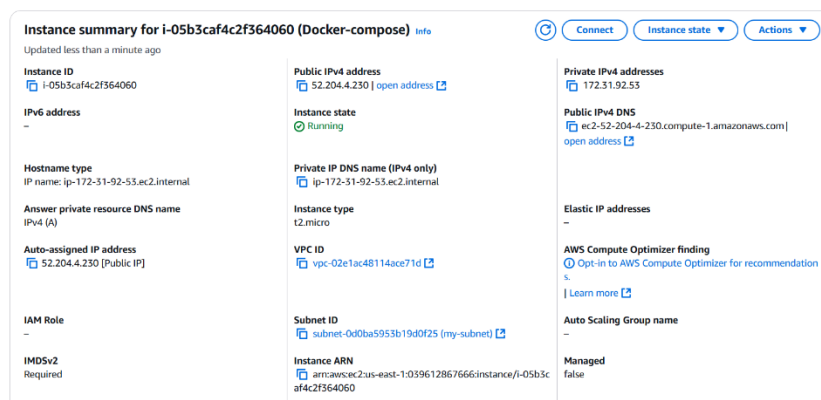 Instance summary for i-05b3caf4c2f364060 (Docker-compose) Info
Connect
Instance state
Actions
Updated less than a minute ago
Instance ID
i-05b3caf4c2f364060
Public IPv4 address
52.204.4.230 | open address
Private IPv4 addresses
172.31.92.53
IPv6 address
–
Instance state
Running
Public IPv4 DNS
ec2-52-204-4-230.compute-1.amazonaws.com |
open address
Hostname type
IP name: ip-172-31-92-53.ec2.internal
Private IP DNS name (IPv4 only)
ip-172-31-92-53.ec2.internal
Answer private resource DNS name
IPv4 (A)
Instance type
t2.micro
Elastic IP addresses
–
Auto-assigned IP address
52.204.4.230 [Public IP]
VPC ID
vpc-02e1ac48114ace71d
AWS Compute Optimizer finding
Opt-in to AWS Compute Optimizer for recommendation
s.
| Learn more
IAM Role
–
Subnet ID
subnet-0d0ba5953b19d0f25 (my-subnet)
Auto Scaling Group name
–
IMDSv2
Required
Instance ARN
arn:aws:ec2:us-east-1:039612867666:instance/i-05b3c
af4c2f364060
Managed
false